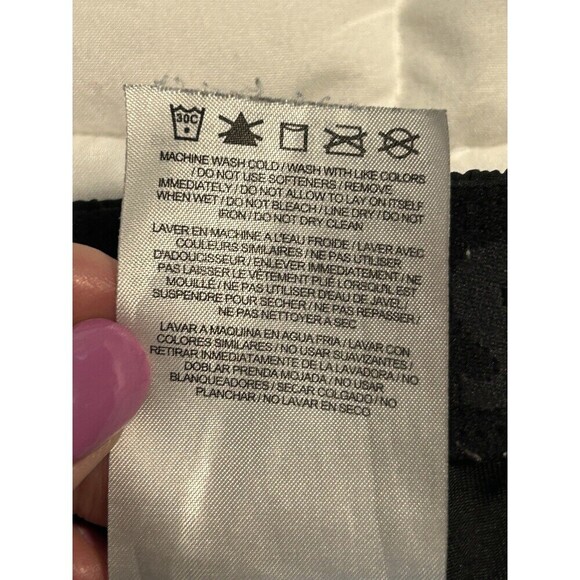 30C
MACHINE WASH COLD / WASH WITH LIKE COLORS
/ DO NOT USE SOFTENERS / REMOVE
IMMEDIATELY / DO NOT ALLOW TO LAY ON ITSELF
WHEN WET / DO NOT BLEACH / LINE DRY / DO NOT
IRON / DO NOT DRY CLEAN
LAVER EN MACHINE A L'EAU FROIDE / LAVER AVEC
COULEURS SIMILAIRES / NE PAS UTILISER
D'ADOUCISSEUR / ENLEVER IMMEDIATEMENT / NE
PAS LAISSER LE VÊTEMENT PLIÉ LORSQU'IL EST
MOUILLÉ / NE PAS UTILISER D'EAU DE JAVEL /
SUSPENDRE POUR SECHER / NE PAS REPASSER /
NE PAS NETTOYER A SEC
LAVAR A MAQUINA EN AGUA FRIA / LAVAR CON
COLORES SIMILARES / NO USAR SUAVIZANTES /
RETIRAR INMEDIATAMENTE DE LA LAVADORA / NO
DOBLAR PRENDA MOJADA / NO USAR
BLANQUEADORES / SECAR COLGADO / NO
PLANCHAR / NO LAVAR EN SECO